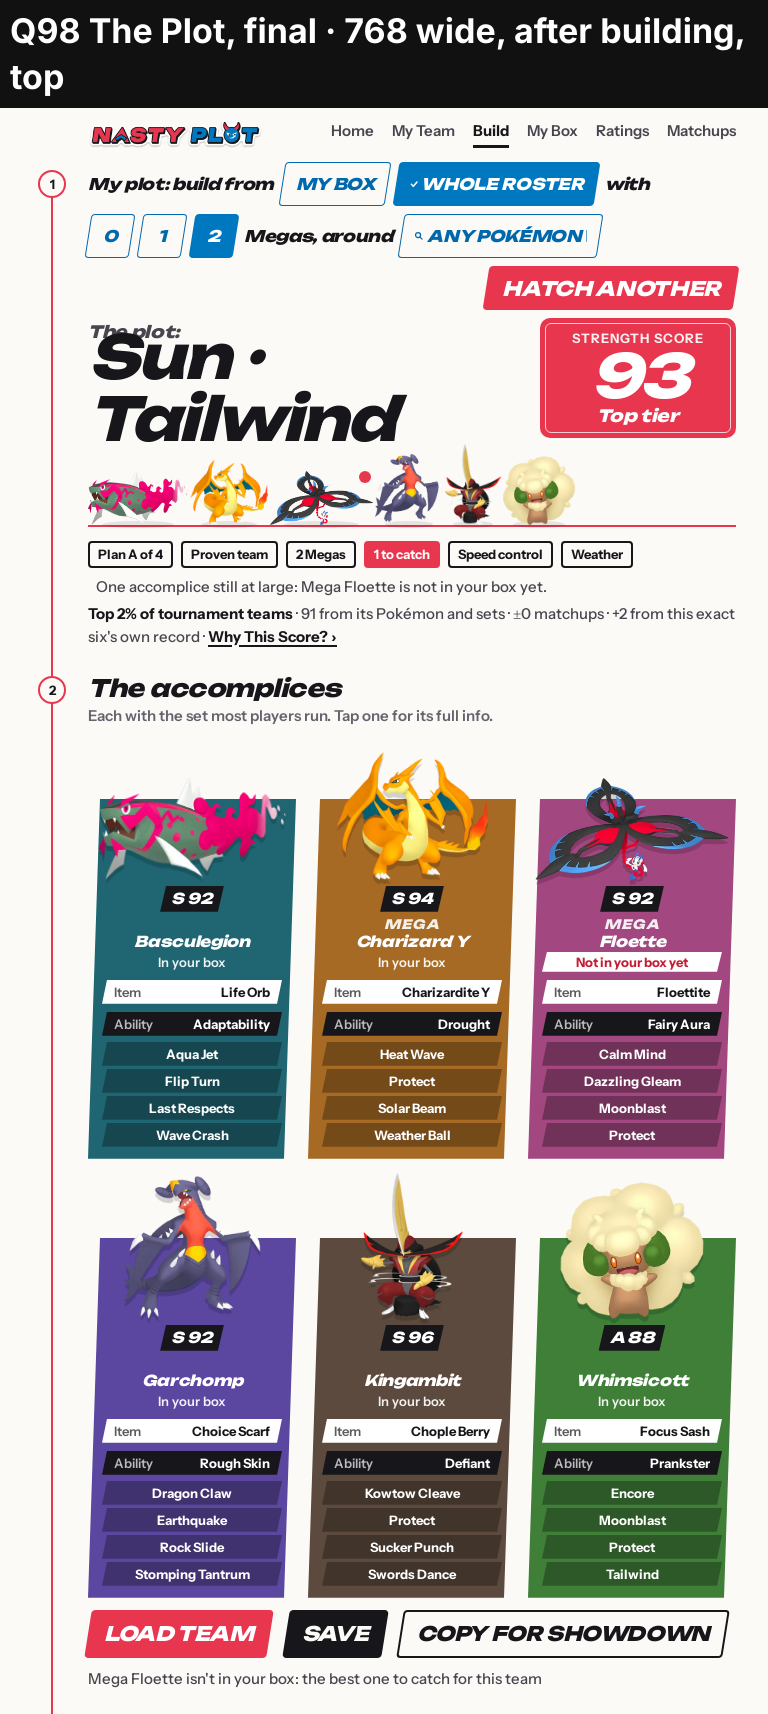 Q98 The Plot, final · 768 wide, after building,
top
NASTY PLOT
Home My Team Build My Box Ratings Matchups
1
My plot: build from MY BOX ✓ WHOLE ROSTER with
0 1 2 Megas, around ANY POKÉMON
HATCH ANOTHER
The plot:
Sun ·
Tailwind
STRENGTH SCORE
93
Top tier
Plan A of 4 Proven team 2 Megas 1 to catch Speed control Weather
One accomplice still at large: Mega Floette is not in your box yet.
Top 2% of tournament teams · 91 from its Pokémon and sets · ±0 matchups · +2 from this exact
six's own record · Why This Score? ›
2
The accomplices
Each with the set most players run. Tap one for its full info.
S 92
Basculegion
In your box
Item Life Orb
Ability Adaptability
Aqua Jet
Flip Turn
Last Respects
Wave Crash
S 94
MEGA
Charizard Y
In your box
Item Charizardite Y
Ability Drought
Heat Wave
Protect
Solar Beam
Weather Ball
S 92
MEGA
Floette
Not in your box yet
Item Floettite
Ability Fairy Aura
Calm Mind
Dazzling Gleam
Moonblast
Protect
S 92
Garchomp
In your box
Item Choice Scarf
Ability Rough Skin
Dragon Claw
Earthquake
Rock Slide
Stomping Tantrum
S 96
Kingambit
In your box
Item Chople Berry
Ability Defiant
Kowtow Cleave
Protect
Sucker Punch
Swords Dance
A 88
Whimsicott
In your box
Item Focus Sash
Ability Prankster
Encore
Moonblast
Protect
Tailwind
LOAD TEAM SAVE COPY FOR SHOWDOWN
Mega Floette isn't in your box: the best one to catch for this team